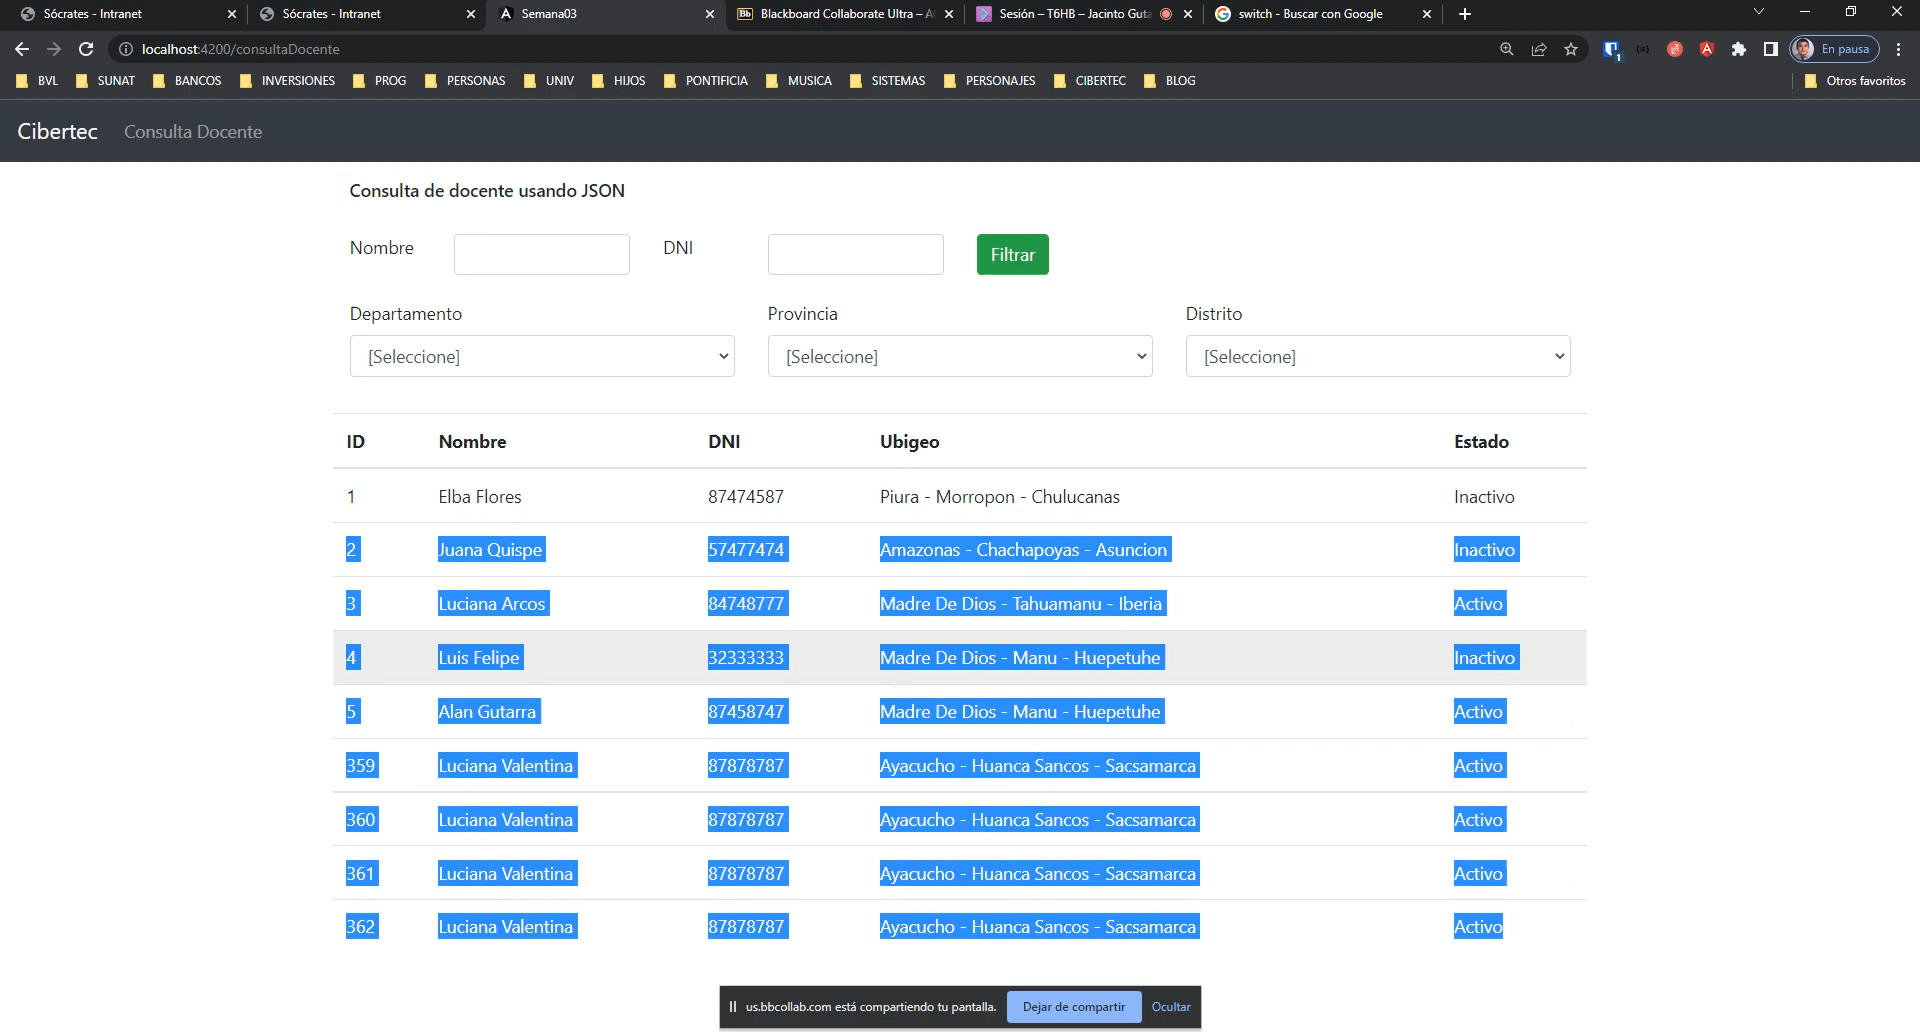 Sócrates - Intranet
Sócrates - Intranet
Semana03
Blackboard Collaborate Ultra – A
Sesión – T6HB – Jacinto Guta
switch - Buscar con Google
localhost:4200/consultaDocente
1
En pausa
BVL SUNAT BANCOS INVERSIONES PROG PERSONAS UNIV HIJOS PONTIFICIA MUSICA SISTEMAS PERSONAJES CIBERTEC BLOG Otros favoritos
Cibertec Consulta Docente
Consulta de docente usando JSON
Nombre DNI Filtrar
Departamento Provincia Distrito
[Seleccione] [Seleccione] [Seleccione]
ID Nombre DNI Ubigeo Estado
1 Elba Flores 87474587 Piura - Morropon - Chulucanas Inactivo
2 Juana Quispe 57477474 Amazonas - Chachapoyas - Asuncion Inactivo
3 Luciana Arcos 84748777 Madre De Dios - Tahuamanu - Iberia Activo
4 Luis Felipe 32333333 Madre De Dios - Manu - Huepetuhe Inactivo
5 Alan Gutarra 87458747 Madre De Dios - Manu - Huepetuhe Activo
359 Luciana Valentina 87878787 Ayacucho - Huanca Sancos - Sacsamarca Activo
360 Luciana Valentina 87878787 Ayacucho - Huanca Sancos - Sacsamarca Activo
361 Luciana Valentina 87878787 Ayacucho - Huanca Sancos - Sacsamarca Activo
362 Luciana Valentina 87878787 Ayacucho - Huanca Sancos - Sacsamarca Activo
us.bbcollab.com está compartiendo tu pantalla. Dejar de compartir Ocultar